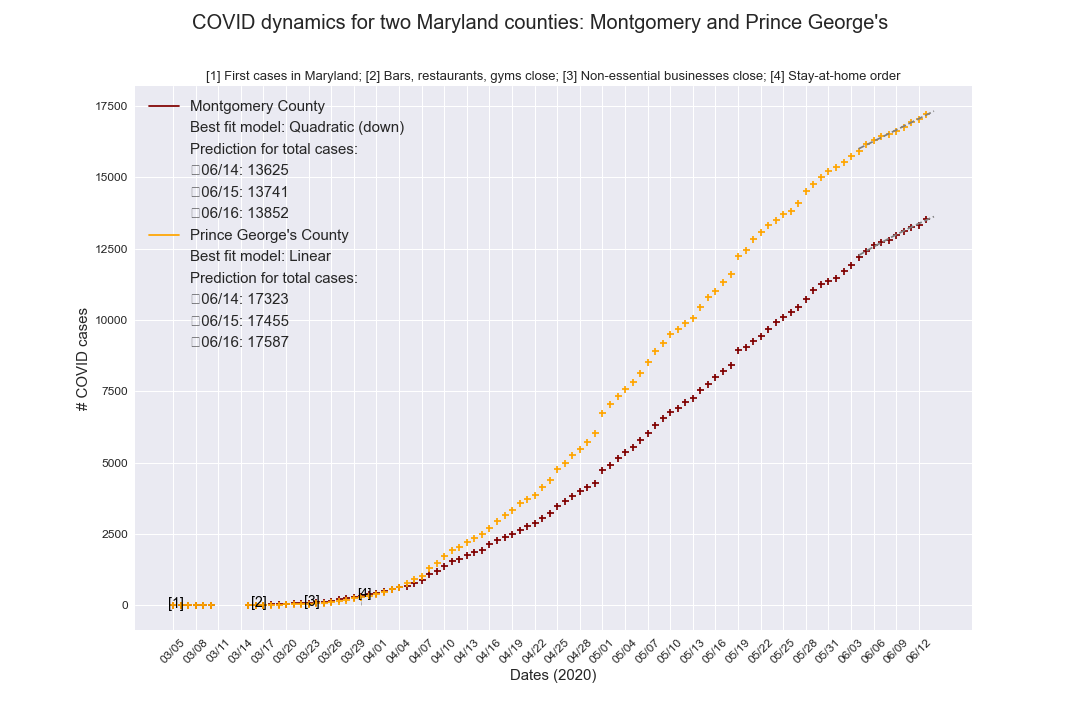 COVID dynamics for two Maryland counties: Montgomery and Prince George's
[1] First cases in Maryland; [2] Bars, restaurants, gyms close; [3] Non-essential businesses close; [4] Stay-at-home order
Montgomery County
Best fit model: Quadratic (down)
Prediction for total cases:
06/14: 13625
06/15: 13741
06/16: 13852
Prince George's County
Best fit model: Linear
Prediction for total cases:
06/14: 17323
06/15: 17455
06/16: 17587
# COVID cases
17500
15000
12500
10000
7500
5000
2500
0
[1] [2] [3] [4]
03/05 03/08 03/11 03/14 03/17 03/20 03/23 03/26 03/29 04/01 04/04 04/07 04/10 04/13 04/16 04/19 04/22 04/25 04/28 05/01 05/04 05/07 05/10 05/13 05/16 05/19 05/22 05/25 05/28 05/31 06/03 06/06 06/09 06/12
Dates (2020)